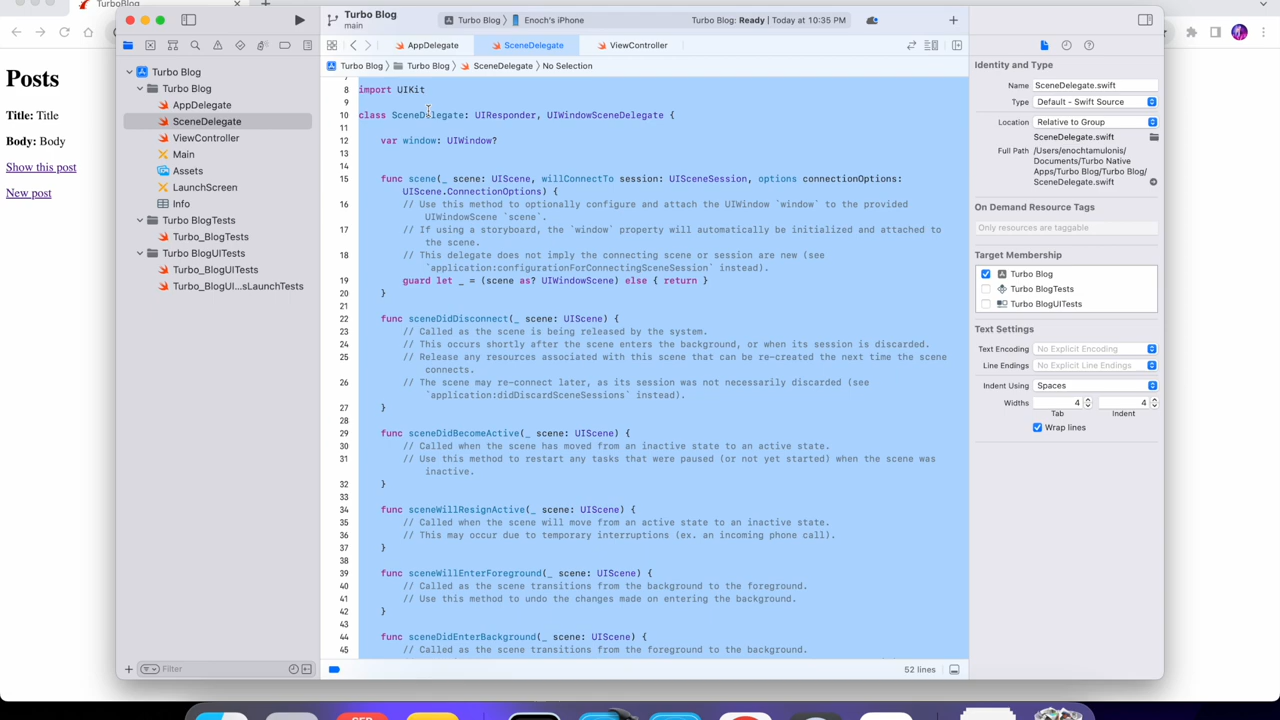 TurboBlog
Posts
Title: Title
Body: Body
Show this post
New post
Turbo Blog
main
Turbo Blog
Enoch's iPhone
Turbo Blog: Ready | Today at 10:35 PM
AppDelegate
SceneDelegate
ViewController
Turbo Blog
Turbo Blog
SceneDelegate
No Selection
Turbo Blog
Turbo Blog
AppDelegate
SceneDelegate
ViewController
Main
Assets
LaunchScreen
Info
Turbo BlogTests
Turbo_BlogTests
Turbo BlogUITests
Turbo_BlogUITests
Turbo_BlogUI...sLaunchTests
Filter
7
8 import UIKit
9
10 class SceneDelegate: UIResponder, UIWindowSceneDelegate {
11
12 var window: UIWindow?
13
14
15 func scene(_ scene: UIScene, willConnectTo session: UISceneSession, options connectionOptions:
UIScene.ConnectionOptions) {
16 // Use this method to optionally configure and attach the UIWindow `window` to the provided
UIWindowScene `scene`.
17 // If using a storyboard, the `window` property will automatically be initialized and attached to
the scene.
18 // This delegate does not imply the connecting scene or session are new (see
`application:configurationForConnectingSceneSession` instead).
19 guard let _ = (scene as? UIWindowScene) else { return }
20 }
21
22 func sceneDidDisconnect(_ scene: UIScene) {
23 // Called as the scene is being released by the system.
24 // This occurs shortly after the scene enters the background, or when its session is discarded.
25 // Release any resources associated with this scene that can be re-created the next time the scene
connects.
26 // The scene may re-connect later, as its session was not necessarily discarded (see
`application:didDiscardSceneSessions` instead).
27 }
28
29 func sceneDidBecomeActive(_ scene: UIScene) {
30 // Called when the scene has moved from an inactive state to an active state.
31 // Use this method to restart any tasks that were paused (or not yet started) when the scene was
inactive.
32 }
33
34 func sceneWillResignActive(_ scene: UIScene) {
35 // Called when the scene will move from an active state to an inactive state.
36 // This may occur due to temporary interruptions (ex. an incoming phone call).
37 }
38
39 func sceneWillEnterForeground(_ scene: UIScene) {
40 // Called as the scene transitions from the background to the foreground.
41 // Use this method to undo the changes made on entering the background.
42 }
43
44 func sceneDidEnterBackground(_ scene: UIScene) {
45 // Called as the scene transitions from the foreground to the background.
52 lines
Identity and Type
Name SceneDelegate.swift
Type Default - Swift Source
Location Relative to Group
SceneDelegate.swift
Full Path /Users/enochtamulonis/
Documents/Turbo Native
Apps/Turbo Blog/Turbo Blog/
SceneDelegate.swift
On Demand Resource Tags
Only resources are taggable
Target Membership
Turbo Blog
Turbo BlogTests
Turbo BlogUITests
Text Settings
Text Encoding No Explicit Encoding
Line Endings No Explicit Line Endings
Indent Using Spaces
Widths 4 4
Tab Indent
Wrap lines
SEP